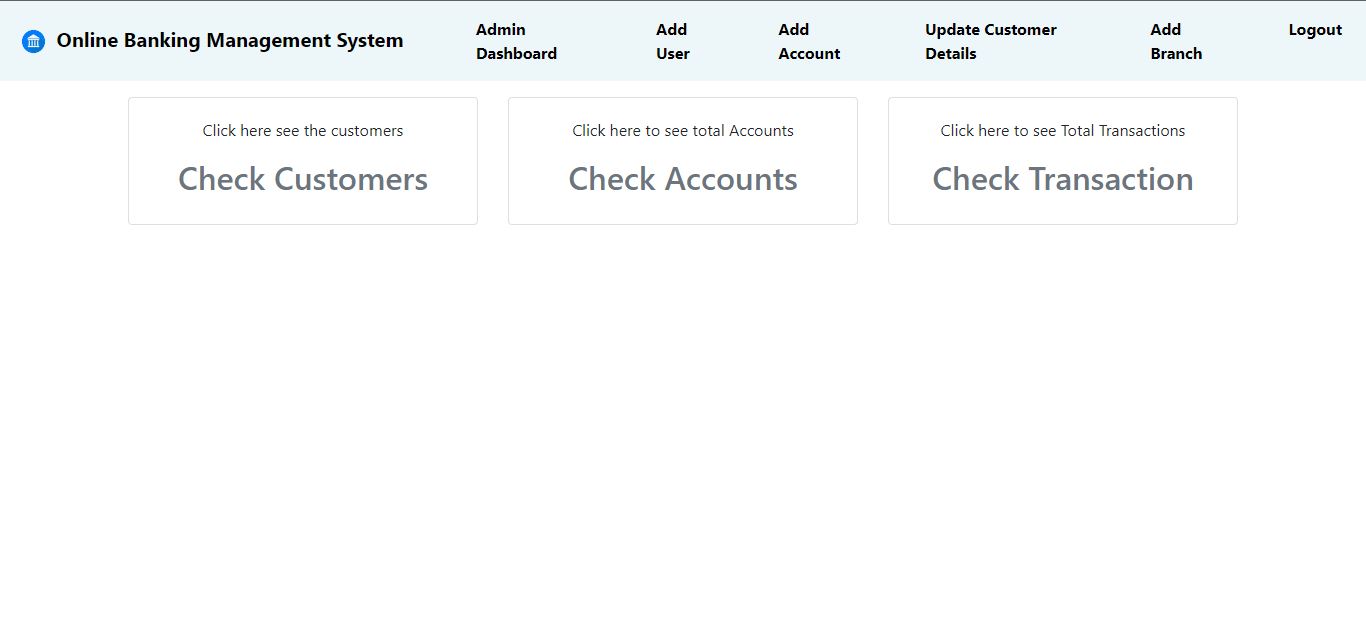 Online Banking Management System
Admin
Dashboard
Add
User
Add
Account
Update Customer
Details
Add
Branch
Logout
Click here see the customers
Check Customers
Click here to see total Accounts
Check Accounts
Click here to see Total Transactions
Check Transaction